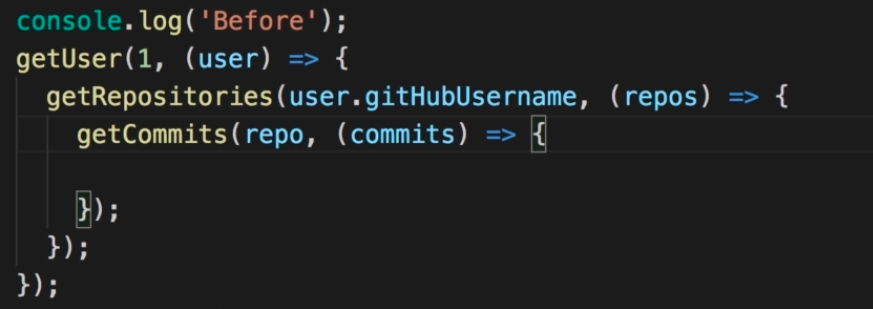 console.log('Before');
getUser(1, (user) => {
  getRepositories(user.gitHubUsername, (repos) => {
    getCommits(repo, (commits) => {

    });
  });
});